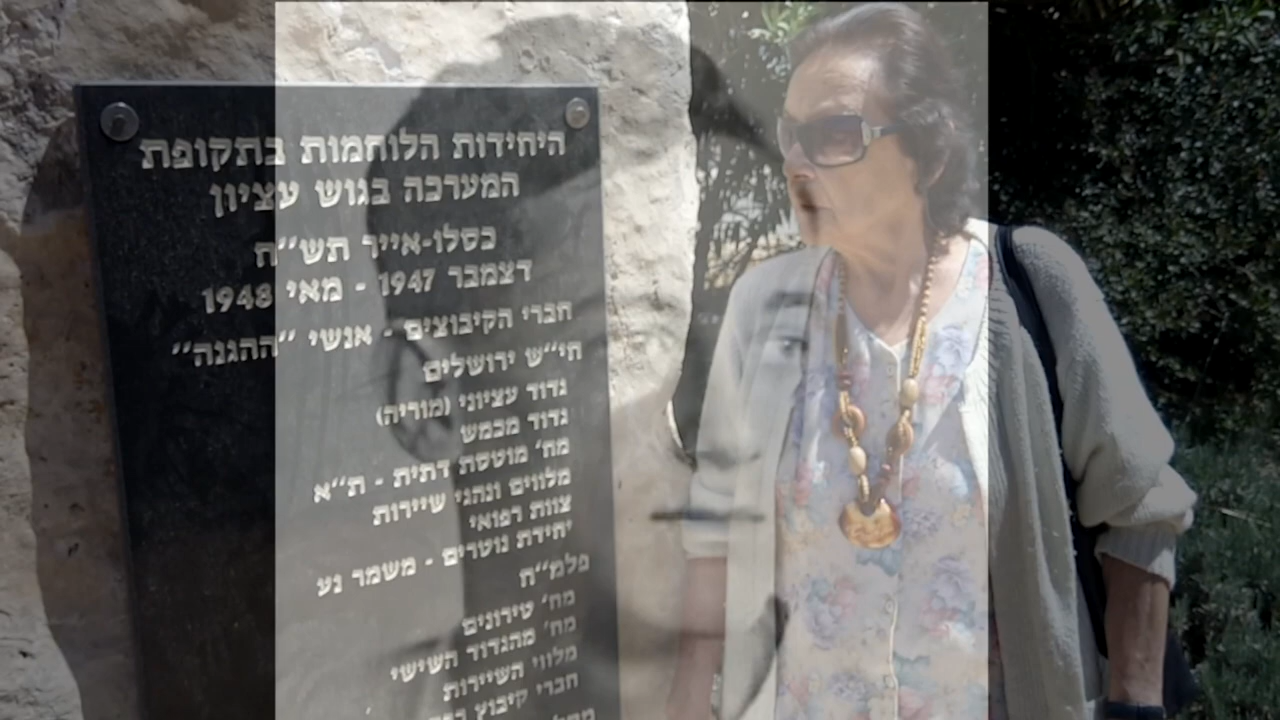 היחידות הלוחמות בתקופת
המערכה בגוש עציון
כסלו-אייר תש"ח
דצמבר 1947 - מאי 1948
חברי הקיבוצים - אנשי "ההגנה"
חי"ש ירושלים
גדוד עציוני (מוריה)
גדוד מכמש
מח' מוטסת דתית - ת"א
מלווים ונהגי שיירות
צוות רפואי
יחידת נוטרים - משמר נע
פלמ"ח
מח' טירונים
מח' מהגדוד השישי
מלווי השיירות
חברי קיבוץ